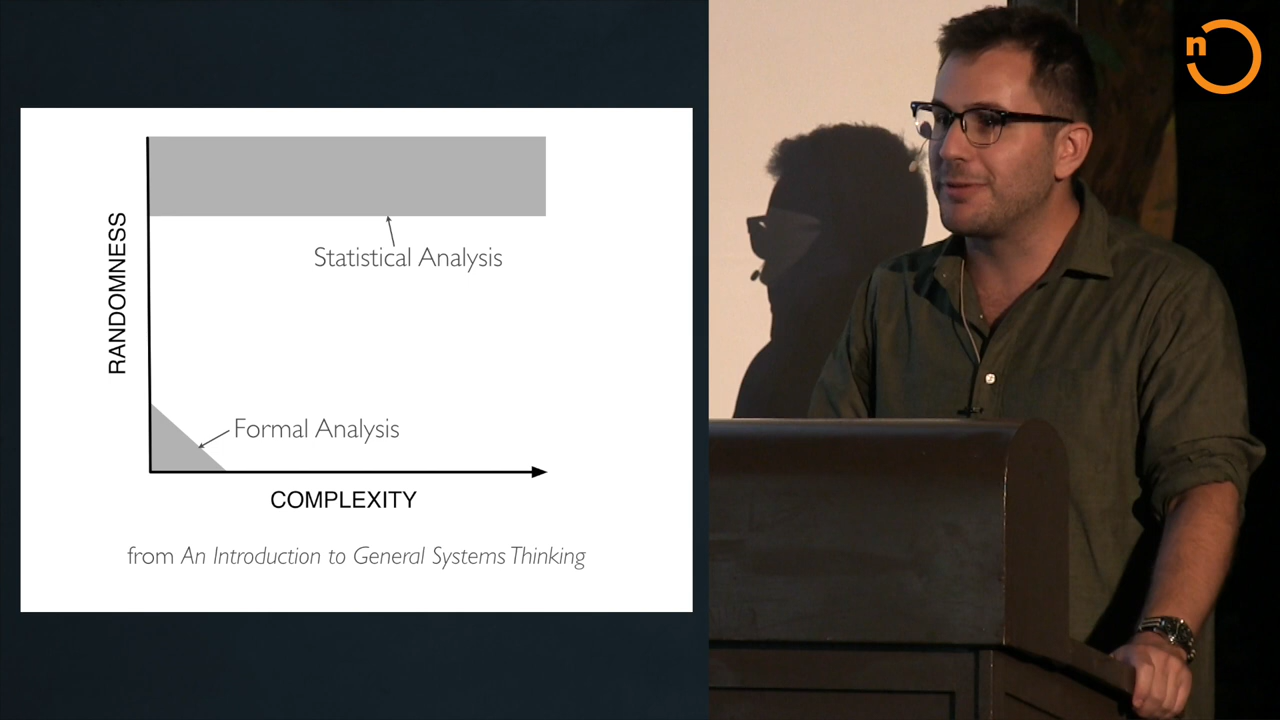 RANDOMNESS
Statistical Analysis
Formal Analysis
COMPLEXITY
from An Introduction to General Systems Thinking
n